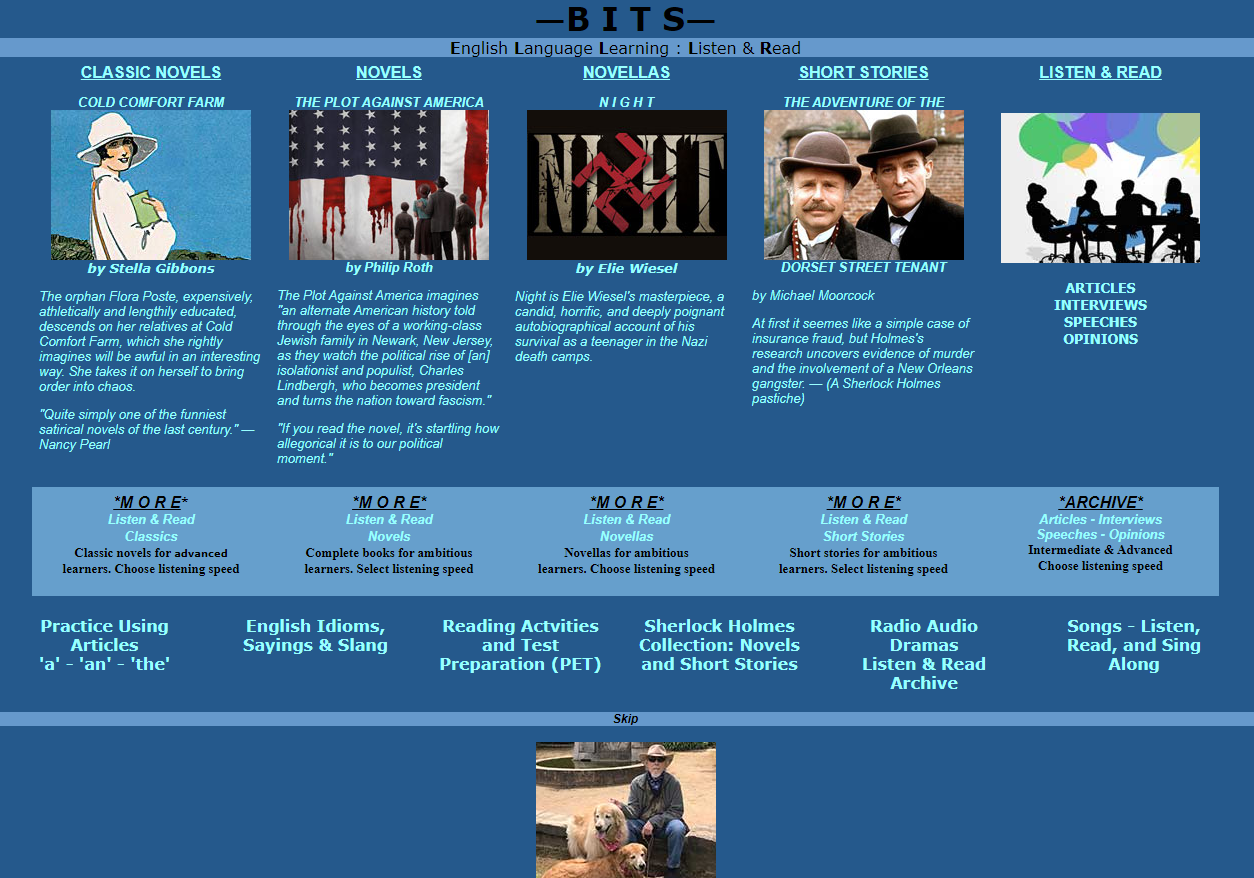 —B I T S—
English Language Learning : Listen & Read
CLASSIC NOVELS
COLD COMFORT FARM
by Stella Gibbons
The orphan Flora Poste, expensively,
athletically and lengthily educated,
descends on her relatives at Cold
Comfort Farm, which she rightly
imagines will be awful in an interesting
way. She takes it on herself to bring
order into chaos.
"Quite simply one of the funniest
satirical novels of the last century." —
Nancy Pearl
NOVELS
THE PLOT AGAINST AMERICA
by Philip Roth
The Plot Against America imagines
"an alternate American history told
through the eyes of a working-class
Jewish family in Newark, New Jersey,
as they watch the political rise of [an]
isolationist and populist, Charles
Lindbergh, who becomes president
and turns the nation toward fascism."
"If you read the novel, it's startling how
allegorical it is to our political
moment."
NOVELLAS
N I G H T
NIGHT
by Elie Wiesel
Night is Elie Wiesel's masterpiece, a
candid, horrific, and deeply poignant
autobiographical account of his
survival as a teenager in the Nazi
death camps.
SHORT STORIES
THE ADVENTURE OF THE
DORSET STREET TENANT
by Michael Moorcock
At first it seems like a simple case of
insurance fraud, but Holmes's
research uncovers evidence of murder
and the involvement of a New Orleans
gangster. — (A Sherlock Holmes
pastiche)
LISTEN & READ
ARTICLES
INTERVIEWS
SPEECHES
OPINIONS
*M O R E*
Listen & Read
Classics
Classic novels for advanced
learners. Choose listening speed
*M O R E*
Listen & Read
Novels
Complete books for ambitious
learners. Select listening speed
*M O R E*
Listen & Read
Novellas
Novellas for ambitious
learners. Choose listening speed
*M O R E*
Listen & Read
Short Stories
Short stories for ambitious
learners. Select listening speed
*ARCHIVE*
Articles - Interviews
Speeches - Opinions
Intermediate & Advanced
Choose listening speed
Practice Using
Articles
'a' - 'an' - 'the'
English Idioms,
Sayings & Slang
Reading Actvities
and Test
Preparation (PET)
Sherlock Holmes
Collection: Novels
and Short Stories
Radio Audio
Dramas
Listen & Read
Archive
Songs - Listen,
Read, and Sing
Along
Skip